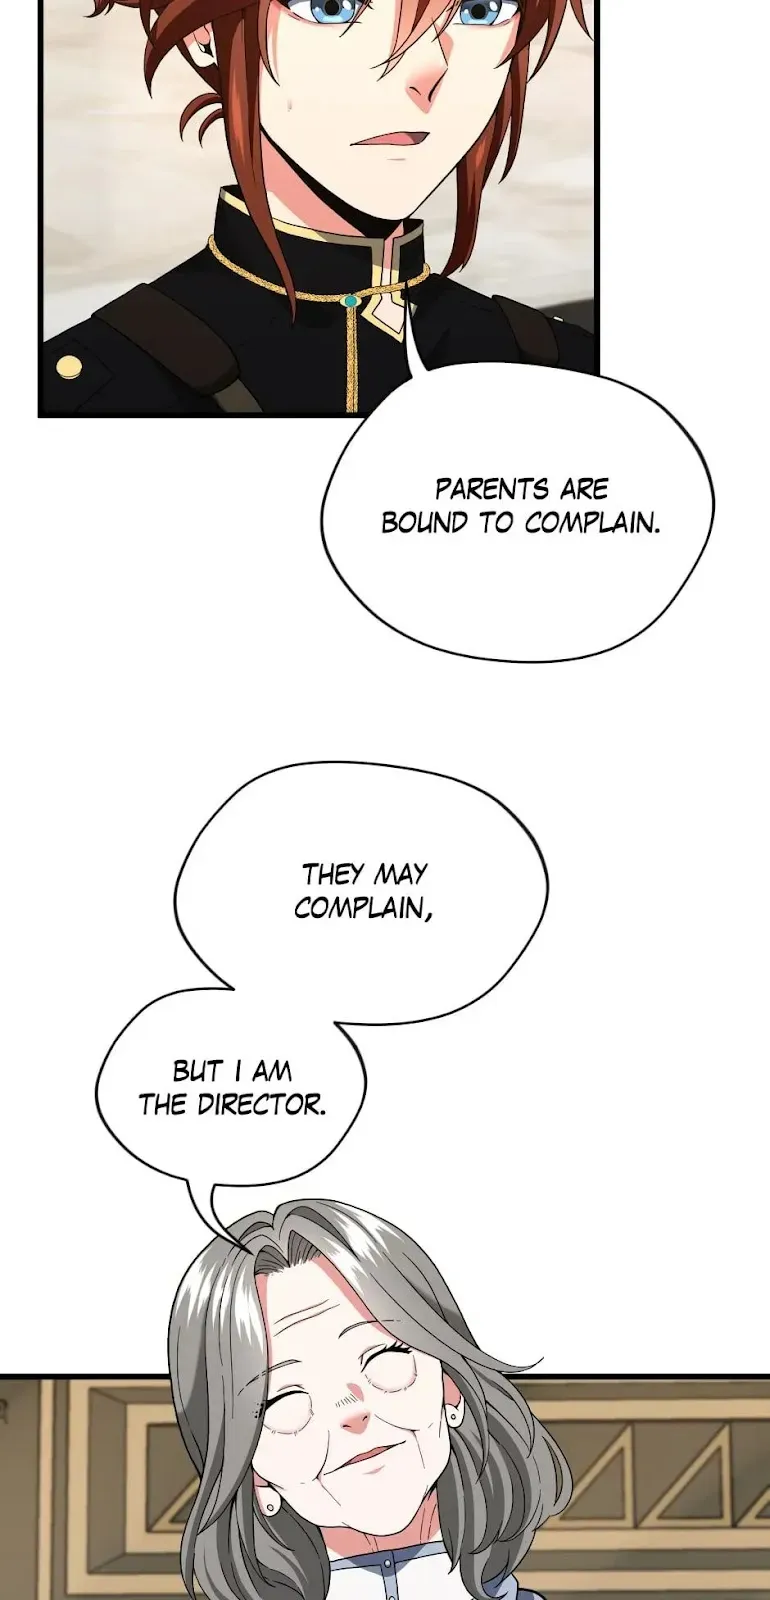 PARENTS ARE
BOUND TO COMPLAIN.
THEY MAY
COMPLAIN,
BUT I AM
THE DIRECTOR.